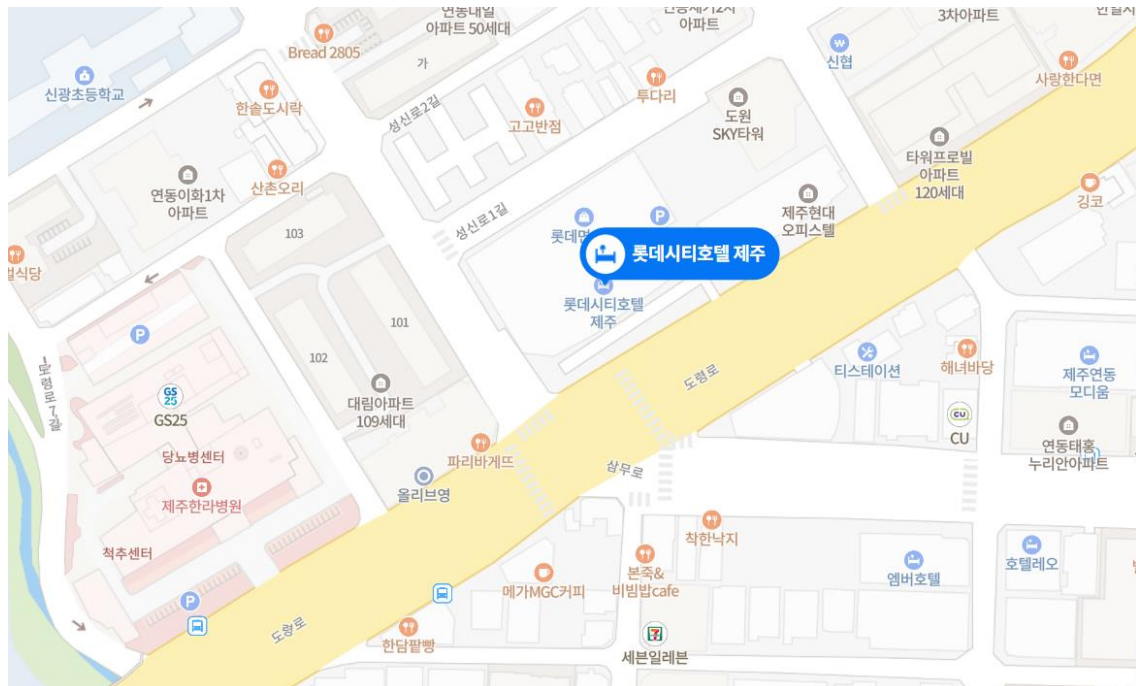 연동대림
아파트 50세대
아파트
3차아파트
Bread 2805
가
신협
신광초등학교
사랑한다면
한솥도시락
성신로2길
투다리
고고반점
도원
SKY타워
타워프로빌
아파트
120세대
연동이화1차
아파트
산촌오리
깅코
제주현대
오피스텔
성신로1길
103
롯데면
롯데시티호텔 제주
롯데시티호텔
제주
101
102
티스테이션
해녀바당
제주연동
모디움
도령로
도령로7길
GS25
대림아파트
109세대
CU
CU
연동태홍
누리안아파트
당뇨병센터
파리바게뜨
삼무로
올리브영
제주한라병원
착한낙지
척추센터
본죽&
비빔밥cafe
메가MGC커피
엠버호텔
호텔레오
도령로
한담팥빵
세븐일레븐